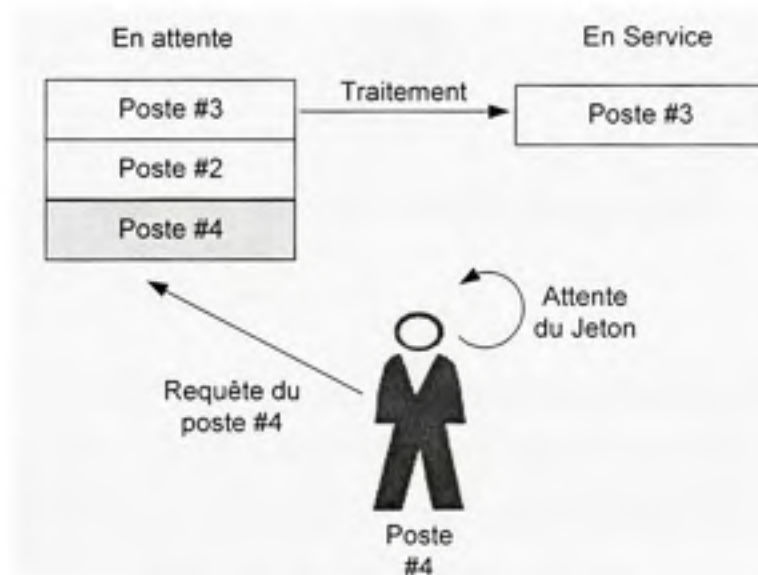 En attente
En Service
Poste #3
Traitement
Poste #3
Poste #2
Poste #4
Attente
du Jeton
Requête du
poste #4
Poste
#4